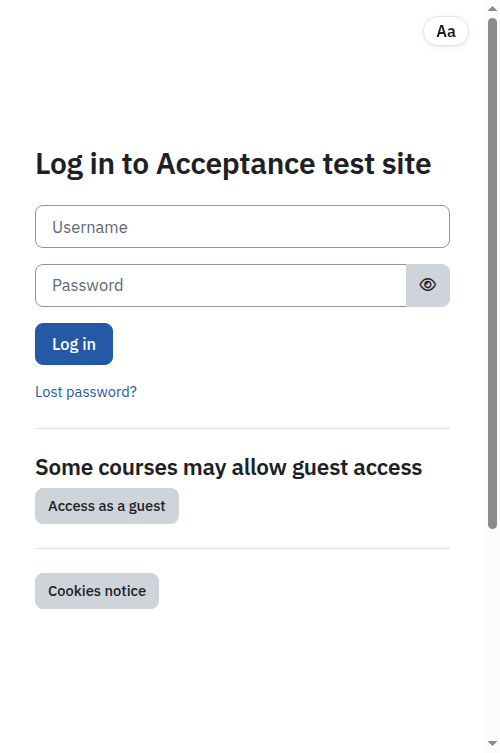 Aa
Log in to Acceptance test site
Username
Password
Log in
Lost password?
Some courses may allow guest access
Access as a guest
Cookies notice